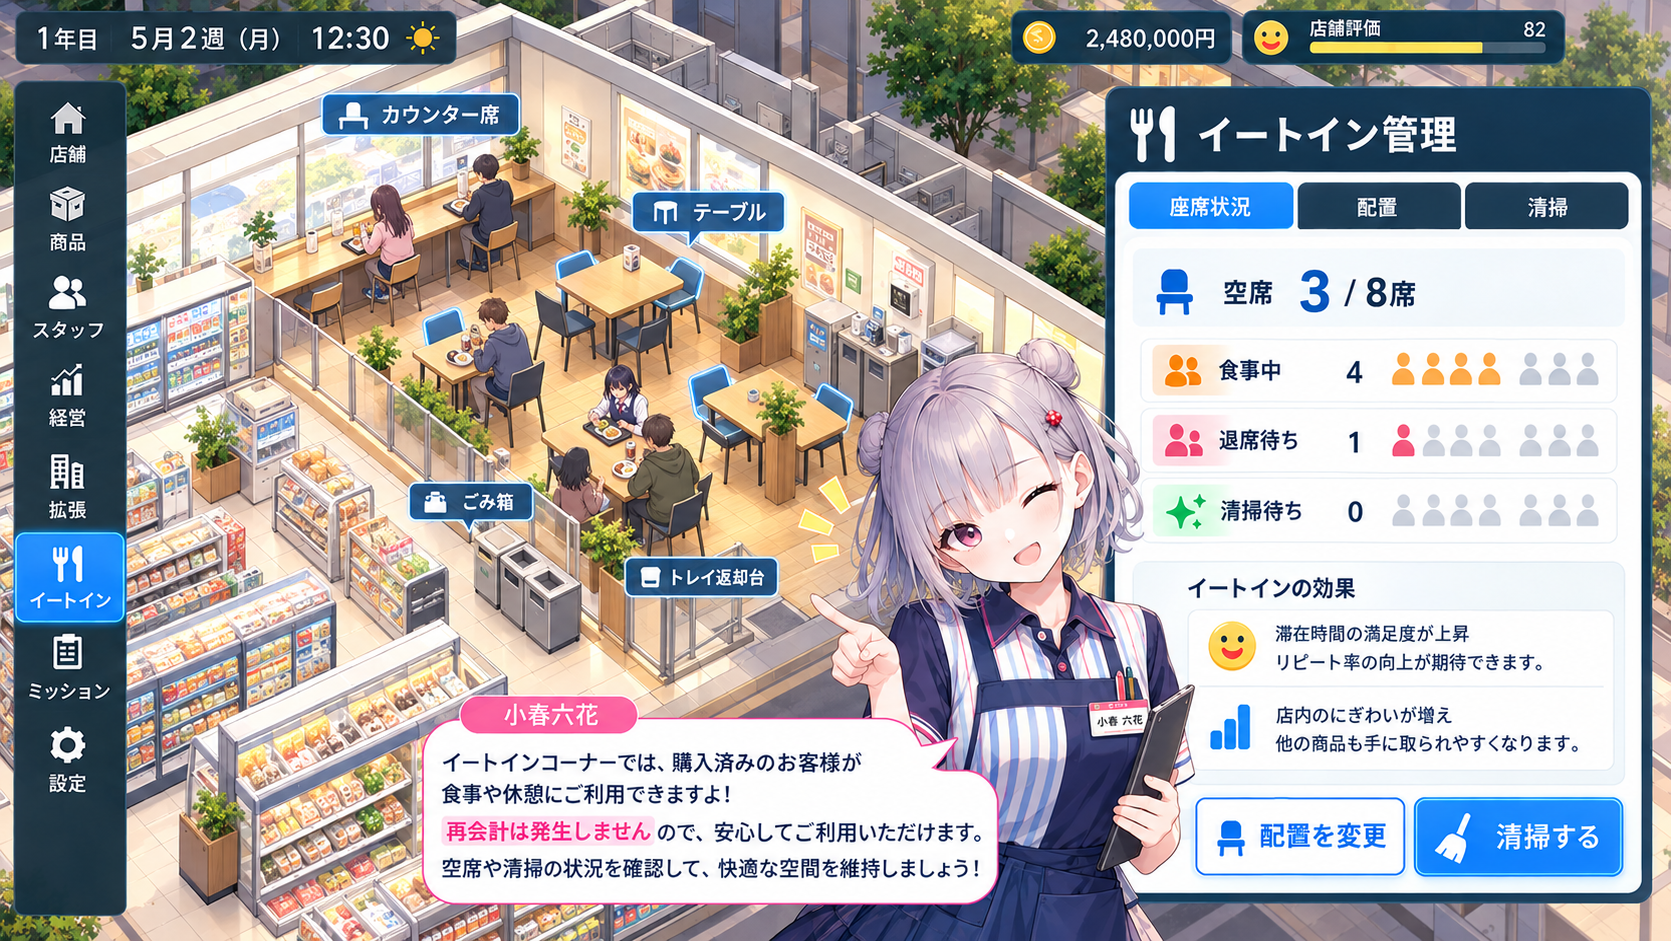 1年目 5月2週（月） 12:30
2,480,000円
店舗評価 82
店舗
商品
スタッフ
経営
拡張
イートイン
ミッション
設定
カウンター席
テーブル
ごみ箱
トレイ返却台
イートイン管理
座席状況 配置 清掃
空席 3 / 8席
食事中 4
退席待ち 1
清掃待ち 0
イートインの効果
滞在時間の満足度が上昇
リピート率の向上が期待できます。
店内のにぎわいが増え
他の商品も手に取られやすくなります。
配置を変更 清掃する
小春 六花
小春六花
イートインコーナーでは、購入済みのお客様が
食事や休憩にご利用できますよ！
再会計は発生しませんので、安心してご利用いただけます。
空席や清掃の状況を確認して、快適な空間を維持しましょう！